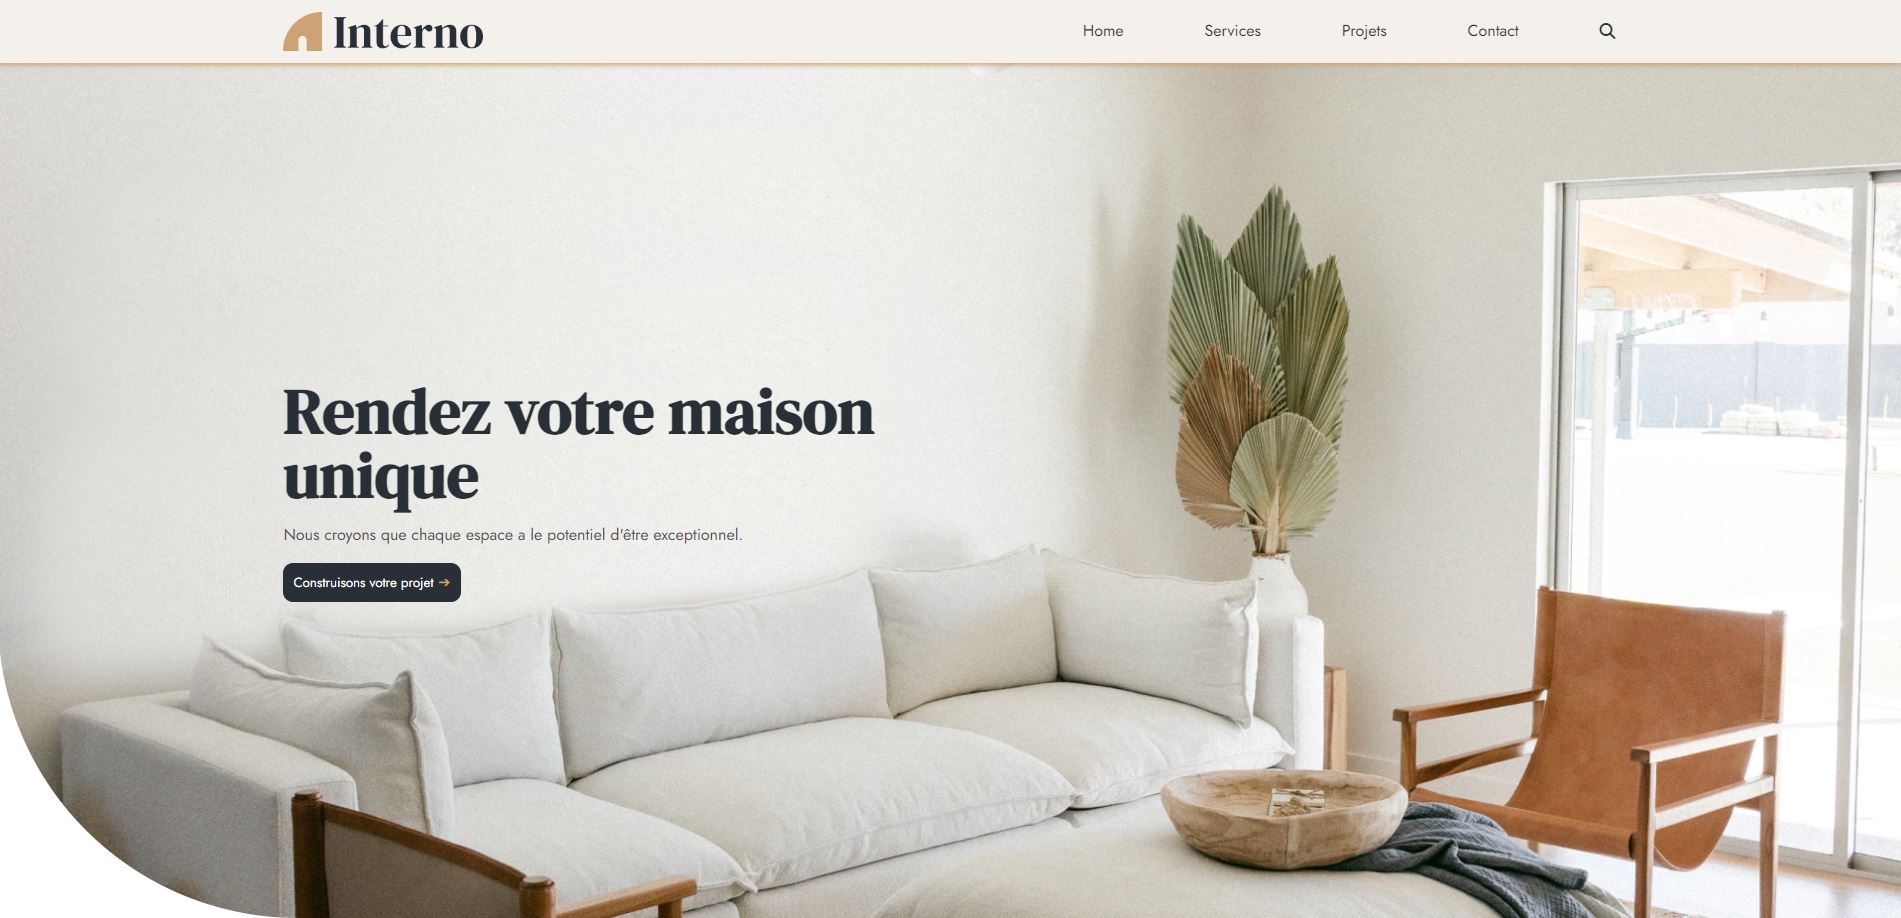 Interno
Home
Services
Projets
Contact
Rendez votre maison
unique
Nous croyons que chaque espace a le potentiel d'être exceptionnel.
Construisons votre projet →